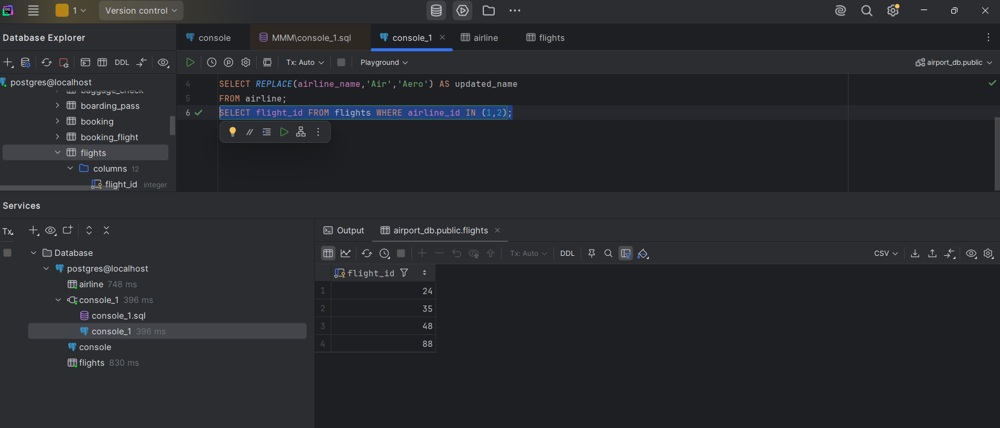 1
Version control
Database Explorer
console
MMM\console_1.sql
console_1
airline
flights
DDL
Tx: Auto
Playground
airport_db.public
postgres@localhost
baggage_check
boarding_pass
booking
booking_flight
flights
columns 12
flight_id integer
4 SELECT REPLACE(airline_name,'Air','Aero') AS updated_name
5 FROM airline;
6 SELECT flight_id FROM flights WHERE airline_id IN (1,2);
Services
Tx
Database
postgres@localhost
airline 748 ms
console_1 396 ms
console_1.sql
console_1 396 ms
console
flights 830 ms
Output
airport_db.public.flights
Tx: Auto
DDL
CSV
flight_id
1 24
2 35
3 48
4 88